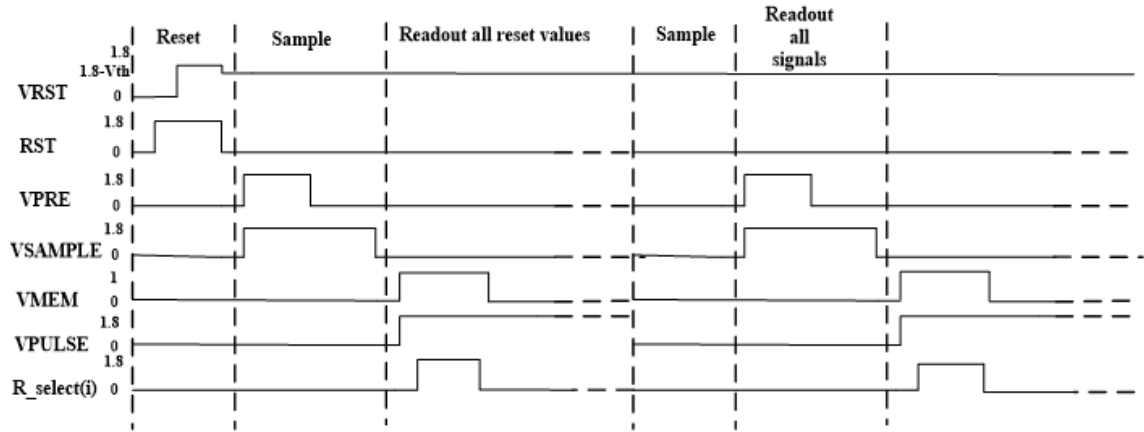 Reset
Sample
Readout all reset values
Sample
Readout
all
signals
1.8
1.8-Vth
VRST 0
1.8
RST 0
1.8
VPRE 0
1.8
VSAMPLE 0
1
VMEM 0
1.8
VPULSE 0
1.8
R_select(i) 0